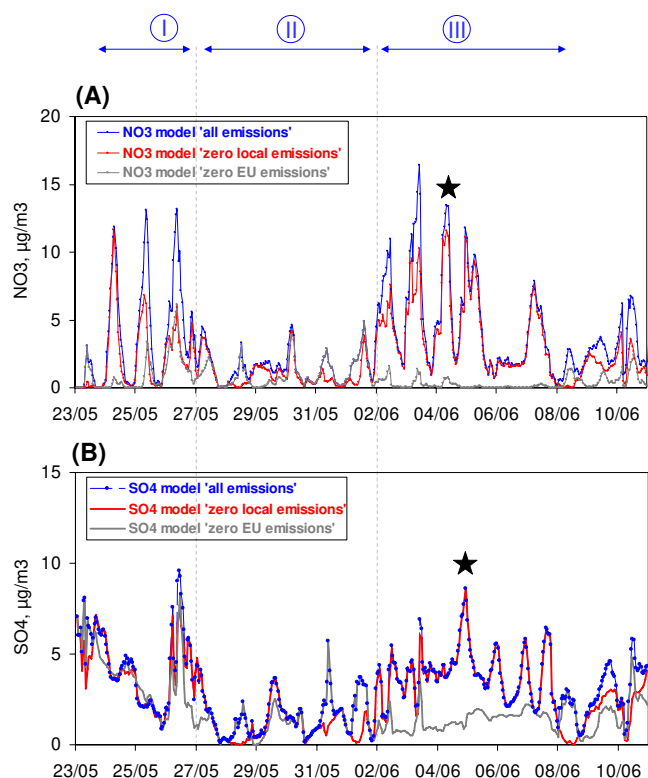 I II III
(A)
20
15
10
5
0
NO3, µg/m3
NO3 model 'all emissions'
NO3 model 'zero local emissions'
NO3 model 'zero EU emissions'
23/05 25/05 27/05 29/05 31/05 02/06 04/06 06/06 08/06 10/06
(B)
15
10
5
0
SO4, µg/m3
SO4 model 'all emissions'
SO4 model 'zero local emissions'
SO4 model 'zero EU emissions'
23/05 25/05 27/05 29/05 31/05 02/06 04/06 06/06 08/06 10/06